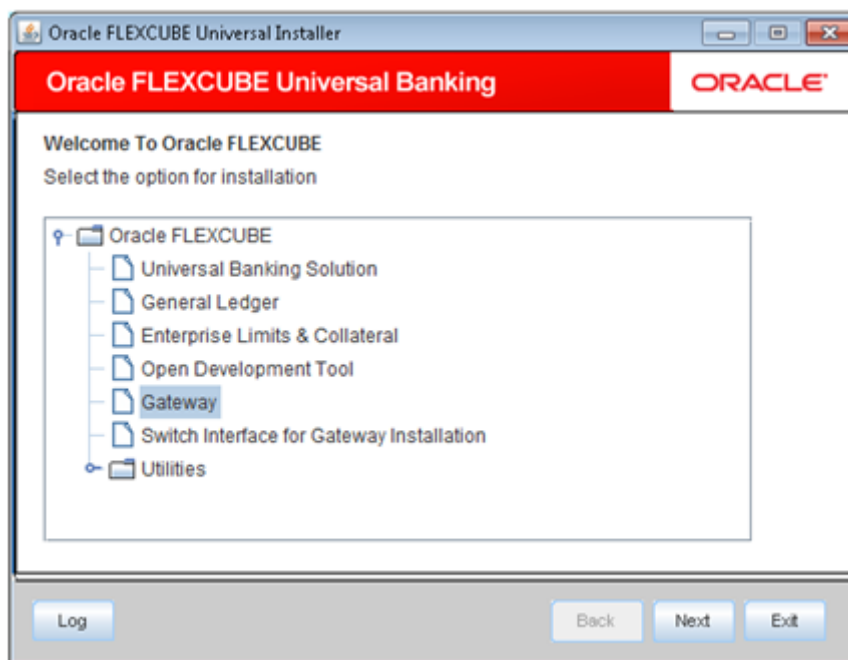 Oracle FLEXCUBE Universal Installer
Oracle FLEXCUBE Universal Banking
ORACLE
Welcome To Oracle FLEXCUBE
Select the option for installation
Oracle FLEXCUBE
Universal Banking Solution
General Ledger
Enterprise Limits & Collateral
Open Development Tool
Gateway
Switch Interface for Gateway Installation
Utilities
Log
Back
Next
Exit